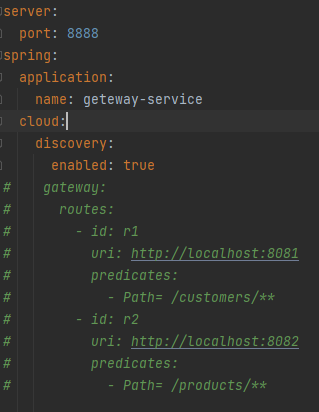 server:
  port: 8888
spring:
  application:
    name: geteway-service
  cloud:
    discovery:
      enabled: true
#    gateway:
#      routes:
#        - id: r1
#          uri: http://localhost:8081
#          predicates:
#            - Path= /customers/**
#        - id: r2
#          uri: http://localhost:8082
#          predicates:
#            - Path= /products/**